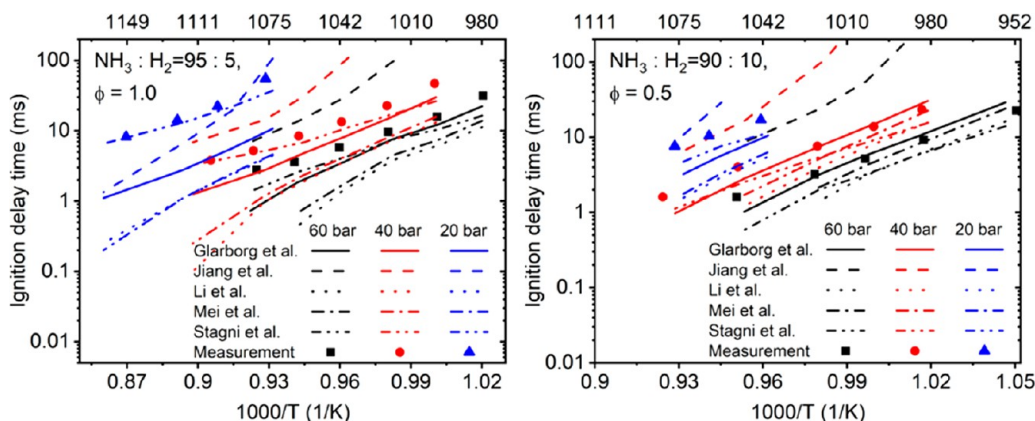 1149 1111 1075 1042 1010 980
NH3 : H2=95 : 5,
ϕ = 1.0
Ignition delay time (ms)
100
10
1
0.1
0.01
60 bar 40 bar 20 bar
Glarborg et al.
Jiang et al.
Li et al.
Mei et al.
Stagni et al.
Measurement
0.87 0.9 0.93 0.96 0.99 1.02
1000/T (1/K)
1111 1075 1042 1010 980 952
NH3 : H2=90 : 10,
ϕ = 0.5
Ignition delay time (ms)
100
10
1
0.1
0.01
60 bar 40 bar 20 bar
Glarborg et al.
Jiang et al.
Li et al.
Mei et al.
Stagni et al.
Measurement
0.9 0.93 0.96 0.99 1.02 1.05
1000/T (1/K)